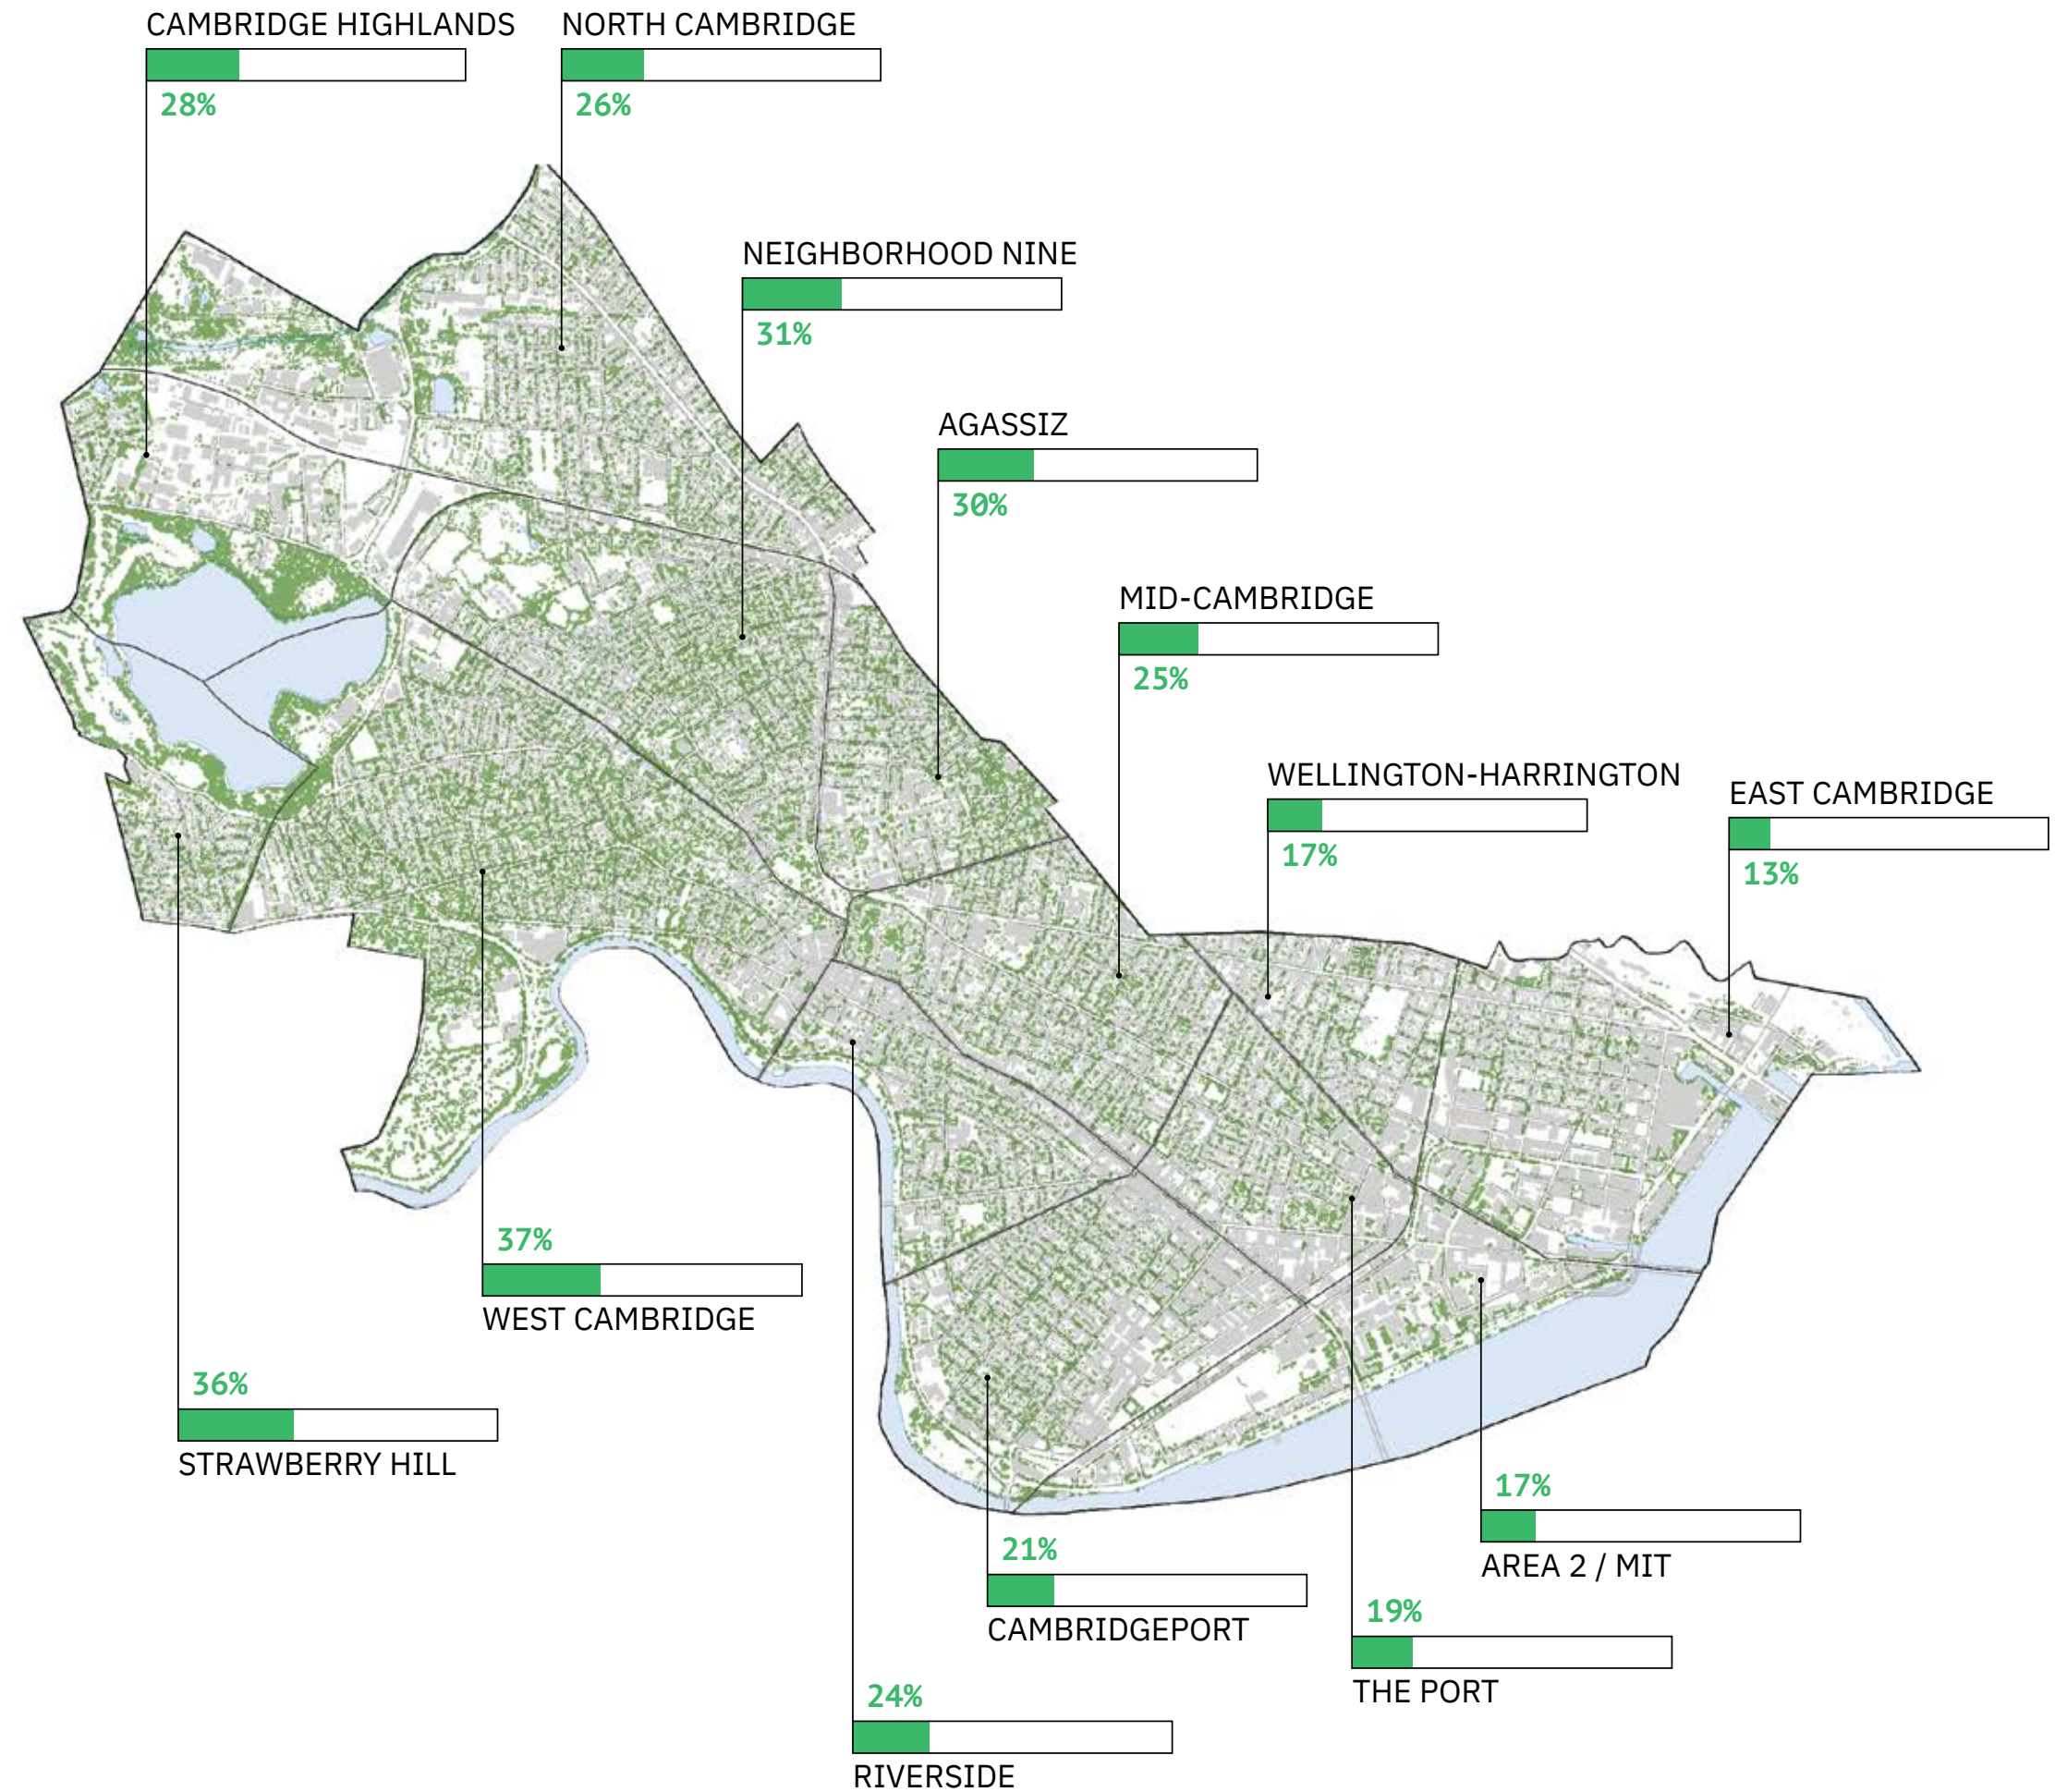 CAMBRIDGE HIGHLANDS
28%
NORTH CAMBRIDGE
26%
NEIGHBORHOOD NINE
31%
AGASSIZ
30%
MID-CAMBRIDGE
25%
WELLINGTON-HARRINGTON
17%
EAST CAMBRIDGE
13%
37%
WEST CAMBRIDGE
36%
STRAWBERRY HILL
17%
AREA 2 / MIT
21%
CAMBRIDGEPORT
19%
THE PORT
24%
RIVERSIDE